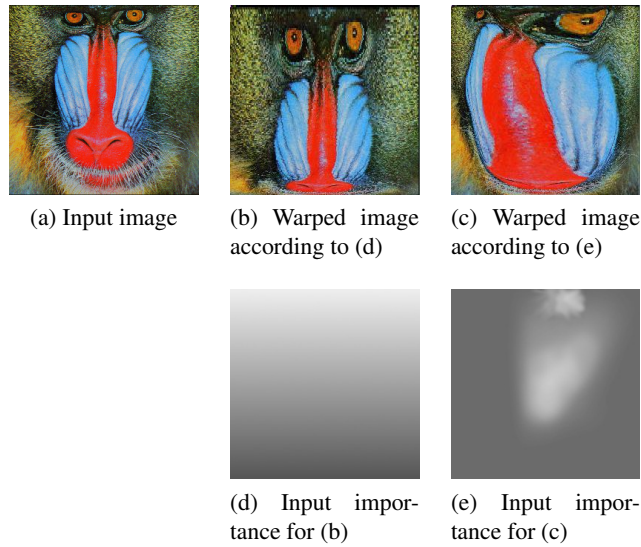 (a) Input image
(b) Warped image
according to (d)
(c) Warped image
according to (e)
(d) Input impor-
tance for (b)
(e) Input impor-
tance for (c)